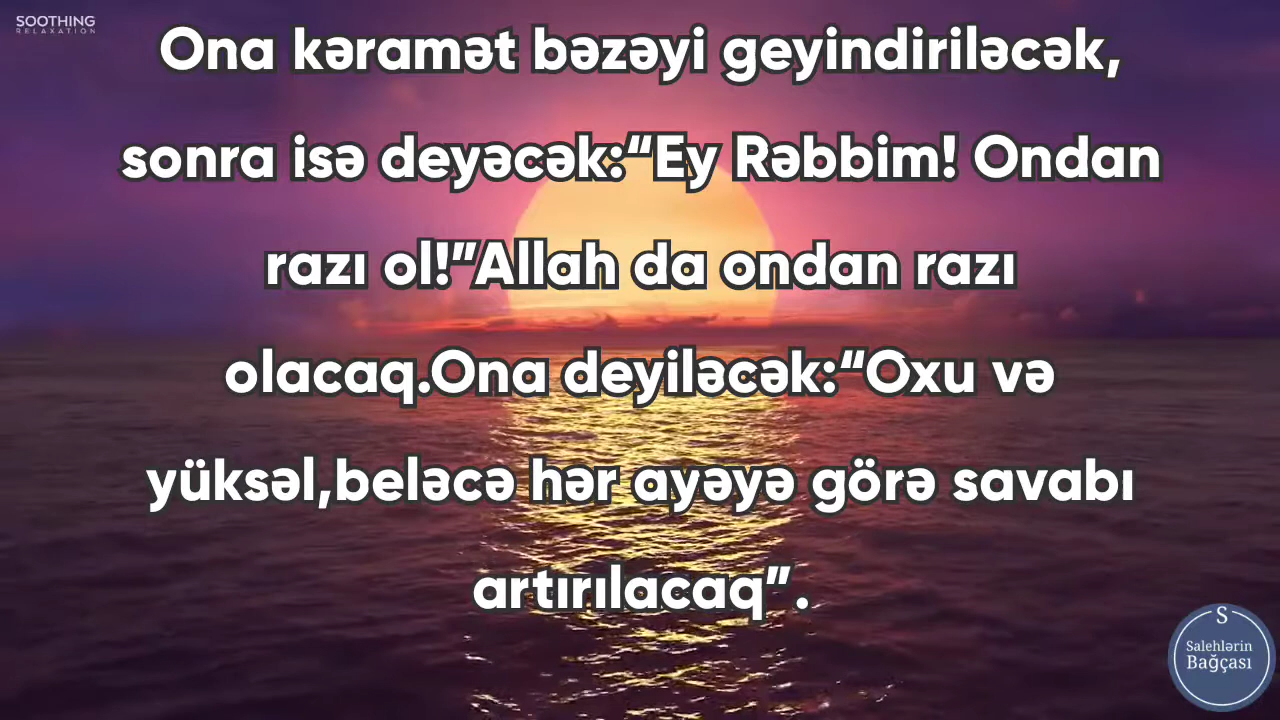 SOOTHING
RELAXATION
Ona kəramət bəzəyi geyindiriləcək,
sonra isə deyəcək:“Ey Rəbbim! Ondan
razı ol!”Allah da ondan razı
olacaq.Ona deyiləcək:“Oxu və
yüksəl,beləcə hər ayəyə görə savabı
artırılacaq”.
S
Salehlərin
Bağçası